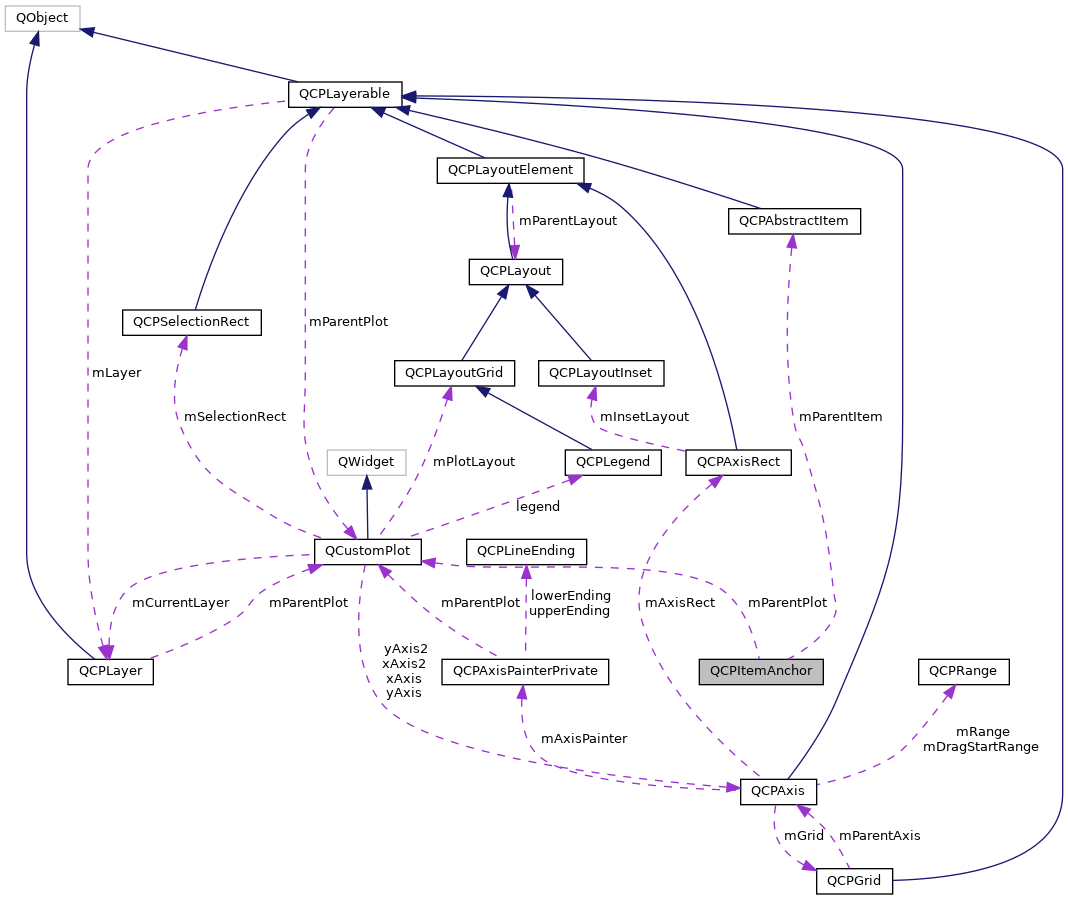 QObject
QCPLayerable
QCPLayoutElement
QCPAbstractItem
mParentLayout
QCPLayout
QCPSelectionRect
mParentPlot
mLayer
QCPLayoutGrid
QCPLayoutInset
mSelectionRect
mInsetLayout
mParentItem
QWidget
mPlotLayout
QCPLegend
QCPAxisRect
legend
QCustomPlot
QCPLineEnding
mCurrentLayer
mParentPlot
mParentPlot
lowerEnding
upperEnding
mAxisRect
mParentPlot
yAxis2
xAxis2
xAxis
yAxis
QCPLayer
QCPAxisPainterPrivate
QCPItemAnchor
QCPRange
mAxisPainter
mRange
mDragStartRange
QCPAxis
mGrid
mParentAxis
QCPGrid